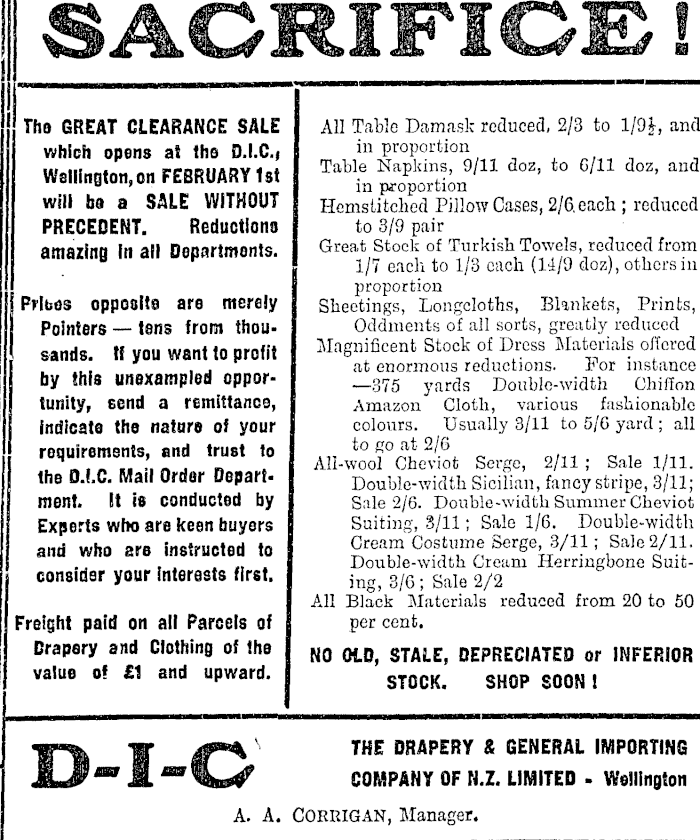 SACRIFICE!
The GREAT CLEARANCE SALE
which opens at the D.I.C.,
Wellington, on FEBRUARY 1st
will be a SALE WITHOUT
PRECEDENT. Reductions
amazing in all Departments.
Prices opposite are merely
Pointers — tens from thou-
sands. If you want to profit
by this unexampled oppor-
tunity, send a remittance,
indicate the nature of your
requirements, and trust to
the D.I.C. Mail Order Depart-
ment. It is conducted by
Experts who are keen buyers
and who are instructed to
consider your interests first.
Freight paid on all Parcels of
Drapery and Clothing of the
value of £1 and upward.
All Table Damask reduced, 2/3 to 1/9½, and
in proportion
Table Napkins, 9/11 doz, to 6/11 doz, and
in proportion
Hemstitched Pillow Cases, 2/6 each; reduced
to 3/9 pair
Great Stock of Turkish Towels, reduced from
1/7 each to 1/3 each (14/9 doz), others in
proportion
Sheetings, Longcloths, Blankets, Prints,
Oddments of all sorts, greatly reduced
Magnificent Stock of Dress Materials offered
at enormous reductions. For instance
—375 yards Double-width Chiffon
Amazon Cloth, various fashionable
colours. Usually 3/11 to 5/6 yard; all
to go at 2/6
All-wool Cheviot Serge, 2/11; Sale 1/11.
Double-width Sicilian, fancy stripe, 3/11;
Sale 2/6. Double-width Summer Cheviot
Suiting, 3/11; Sale 1/6. Double-width
Cream Costume Serge, 3/11; Sale 2/11.
Double-width Cream Herringbone Suit-
ing, 3/6; Sale 2/2
All Black Materials reduced from 20 to 50
per cent.
NO OLD, STALE, DEPRECIATED or INFERIOR
STOCK. SHOP SOON!
D-I-C
THE DRAPERY & GENERAL IMPORTING
COMPANY OF N.Z. LIMITED - Wellington
A. A. CORRIGAN, Manager.